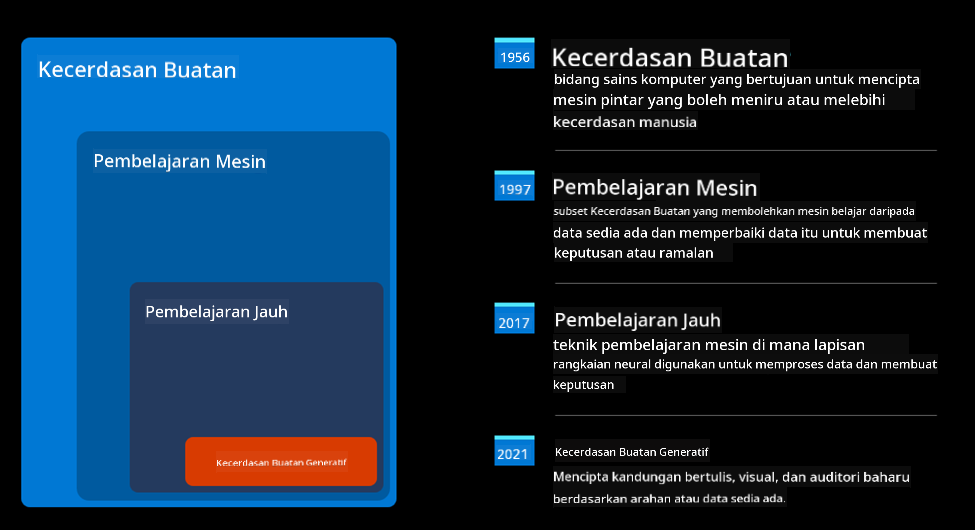 Kecerdasan Buatan
Pembelajaran Mesin
Pembelajaran Jauh
Kecerdasan Buatan Generatif
1956
Kecerdasan Buatan
bidang sains komputer yang bertujuan untuk mencipta
mesin pintar yang boleh meniru atau melebihi
kecerdasan manusia
1997
Pembelajaran Mesin
subset Kecerdasan Buatan yang membolehkan mesin belajar daripada
data sedia ada dan memperbaiki data itu untuk membuat
keputusan atau ramalan
2017
Pembelajaran Jauh
teknik pembelajaran mesin di mana lapisan
rangkaian neural digunakan untuk memproses data dan membuat
keputusan
2021
Kecerdasan Buatan Generatif
Mencipta kandungan bertulis, visual, dan auditori baharu
berdasarkan arahan atau data sedia ada.